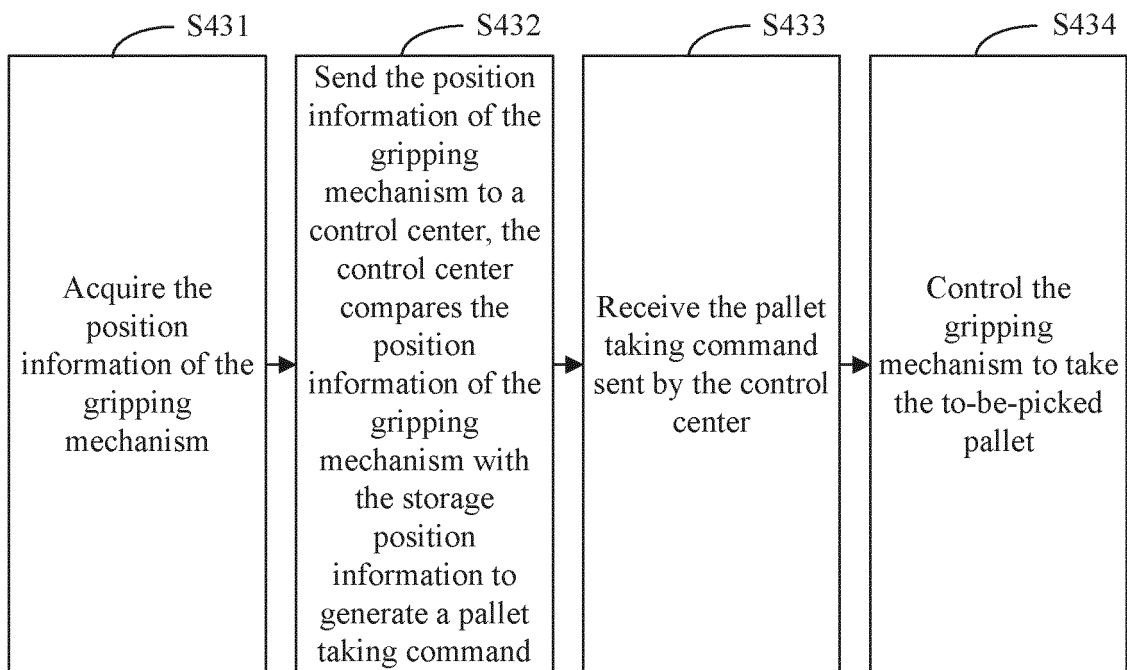 S431
Acquire the
position
information of the
gripping
mechanism
S432
Send the position
information of the
gripping
mechanism to a
control center, the
control center
compares the
position
information of the
gripping
mechanism with
the storage
position
information to
generate a pallet
taking command
S433
Receive the pallet
taking command
sent by the control
center
S434
Control the
gripping
mechanism to take
the to-be-picked
pallet